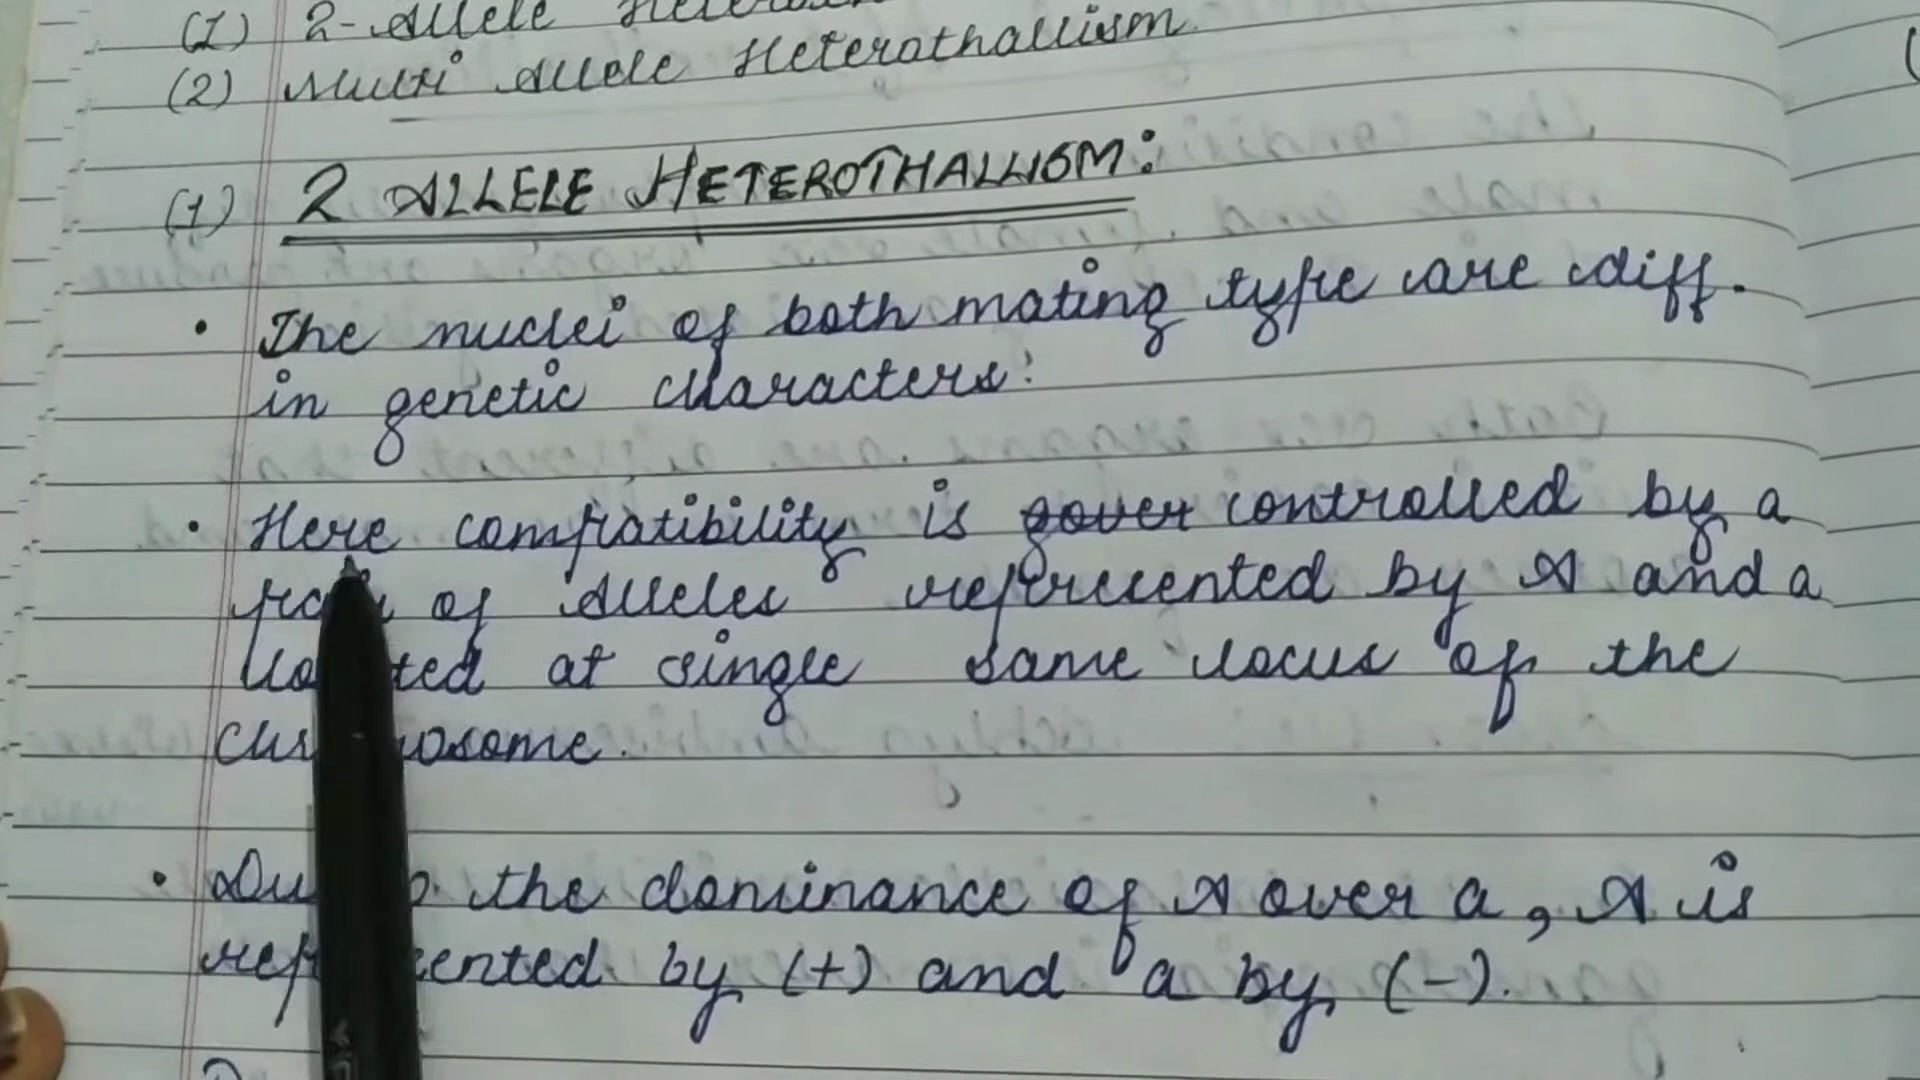 (1) 2-Allele
(2) Multi Allele Heterothallism
(1) 2 ALLELE HETEROTHALLISM:
• The nuclei of both mating type are diff.
in genetic characters:
• Here compatibility is gover controlled by a
of Alleles represented by A and a
at single same locus of the
• the dominance of A over a, A is
by (+) and a by (-).